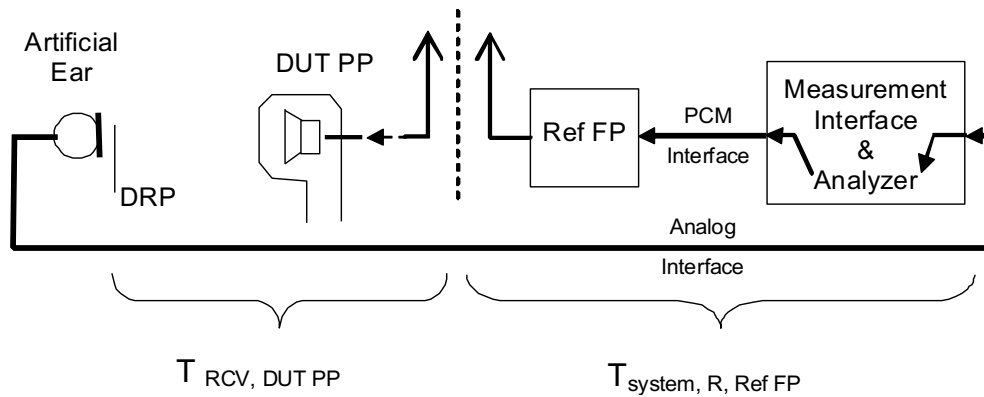 Artificial
Ear
DRP
DUT PP
Ref FP
PCM
Interface
Measurement
Interface
&
Analyzer
Analog
Interface
T RCV, DUT PP
Tsystem, R, Ref FP